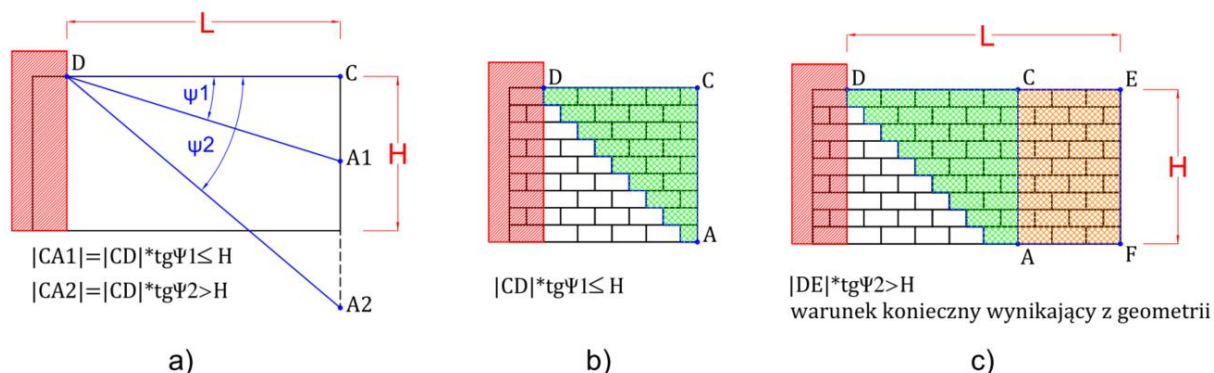 L
D
C
ψ1
ψ2
A1
H
A2
|CA1|=|CD|*tgΨ1≤ H
|CA2|=|CD|*tgΨ2>H
a)
D
C
A
|CD|*tgΨ1≤ H
b)
L
D
C
E
H
A
F
|DE|*tgΨ2>H
warunek konieczny wynikający z geometrii
c)